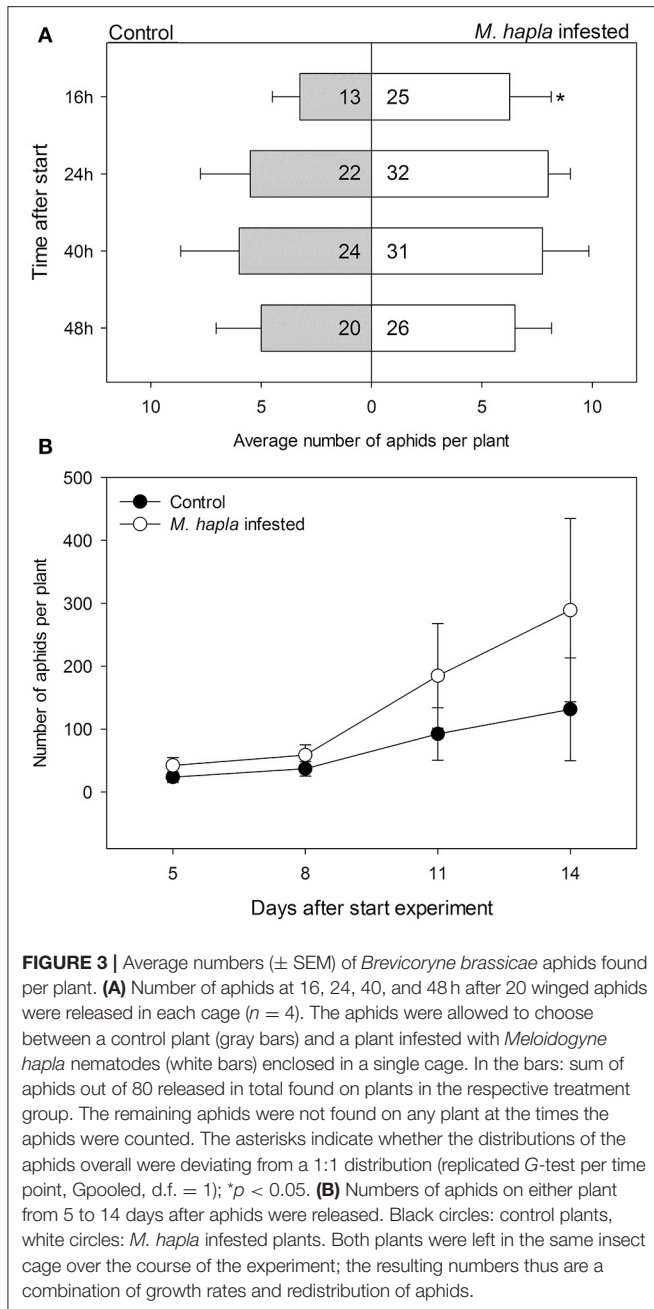 A
Control
M. hapla infested
16h
13
25
*
24h
22
32
40h
24
31
48h
20
26
Time after start
10
5
0
5
10
Average number of aphids per plant
B
500
400
300
200
100
0
Control
M. hapla infested
Number of aphids per plant
5
8
11
14
Days after start experiment
FIGURE 3 | Average numbers (± SEM) of Brevicoryne brassicae aphids found
per plant. (A) Number of aphids at 16, 24, 40, and 48 h after 20 winged aphids
were released in each cage (n = 4). The aphids were allowed to choose
between a control plant (gray bars) and a plant infested with Meloidogyne
hapla nematodes (white bars) enclosed in a single cage. In the bars: sum of
aphids out of 80 released in total found on plants in the respective treatment
group. The remaining aphids were not found on any plant at the times the
aphids were counted. The asterisks indicate whether the distributions of the
aphids overall were deviating from a 1:1 distribution (replicated G-test per time
point, Gpooled, d.f. = 1); *p < 0.05. (B) Numbers of aphids on either plant
from 5 to 14 days after aphids were released. Black circles: control plants,
white circles: M. hapla infested plants. Both plants were left in the same insect
cage over the course of the experiment; the resulting numbers thus are a
combination of growth rates and redistribution of aphids.